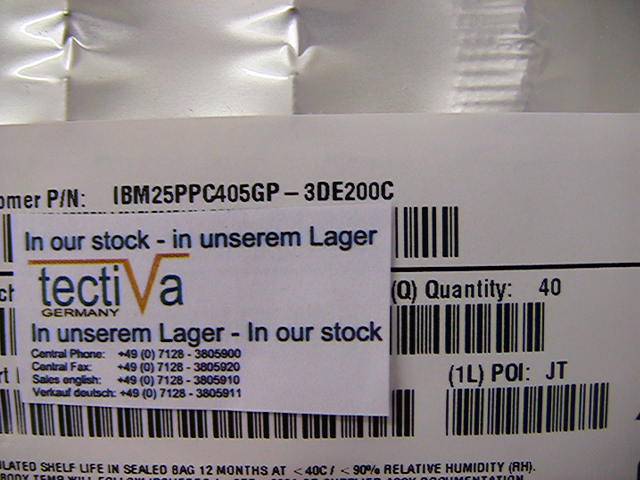 omer P/N: IBM25PPC405GP-3DE200C
In our stock - in unserem Lager
tectiVa
GERMANY
(Q) Quantity: 40
In unserem Lager - In our stock
Central Phone: +49 (0) 7128 - 3805900
Central Fax: +49 (0) 7128 - 3805920
Sales english: +49 (0) 7128 - 3805910
Verkauf deutsch: +49 (0) 7128 - 3805911
(1L) POI: JT
ULATED SHELF LIFE IN SEALED BAG 12 MONTHS AT <40C / <90% RELATIVE HUMIDITY (RH).